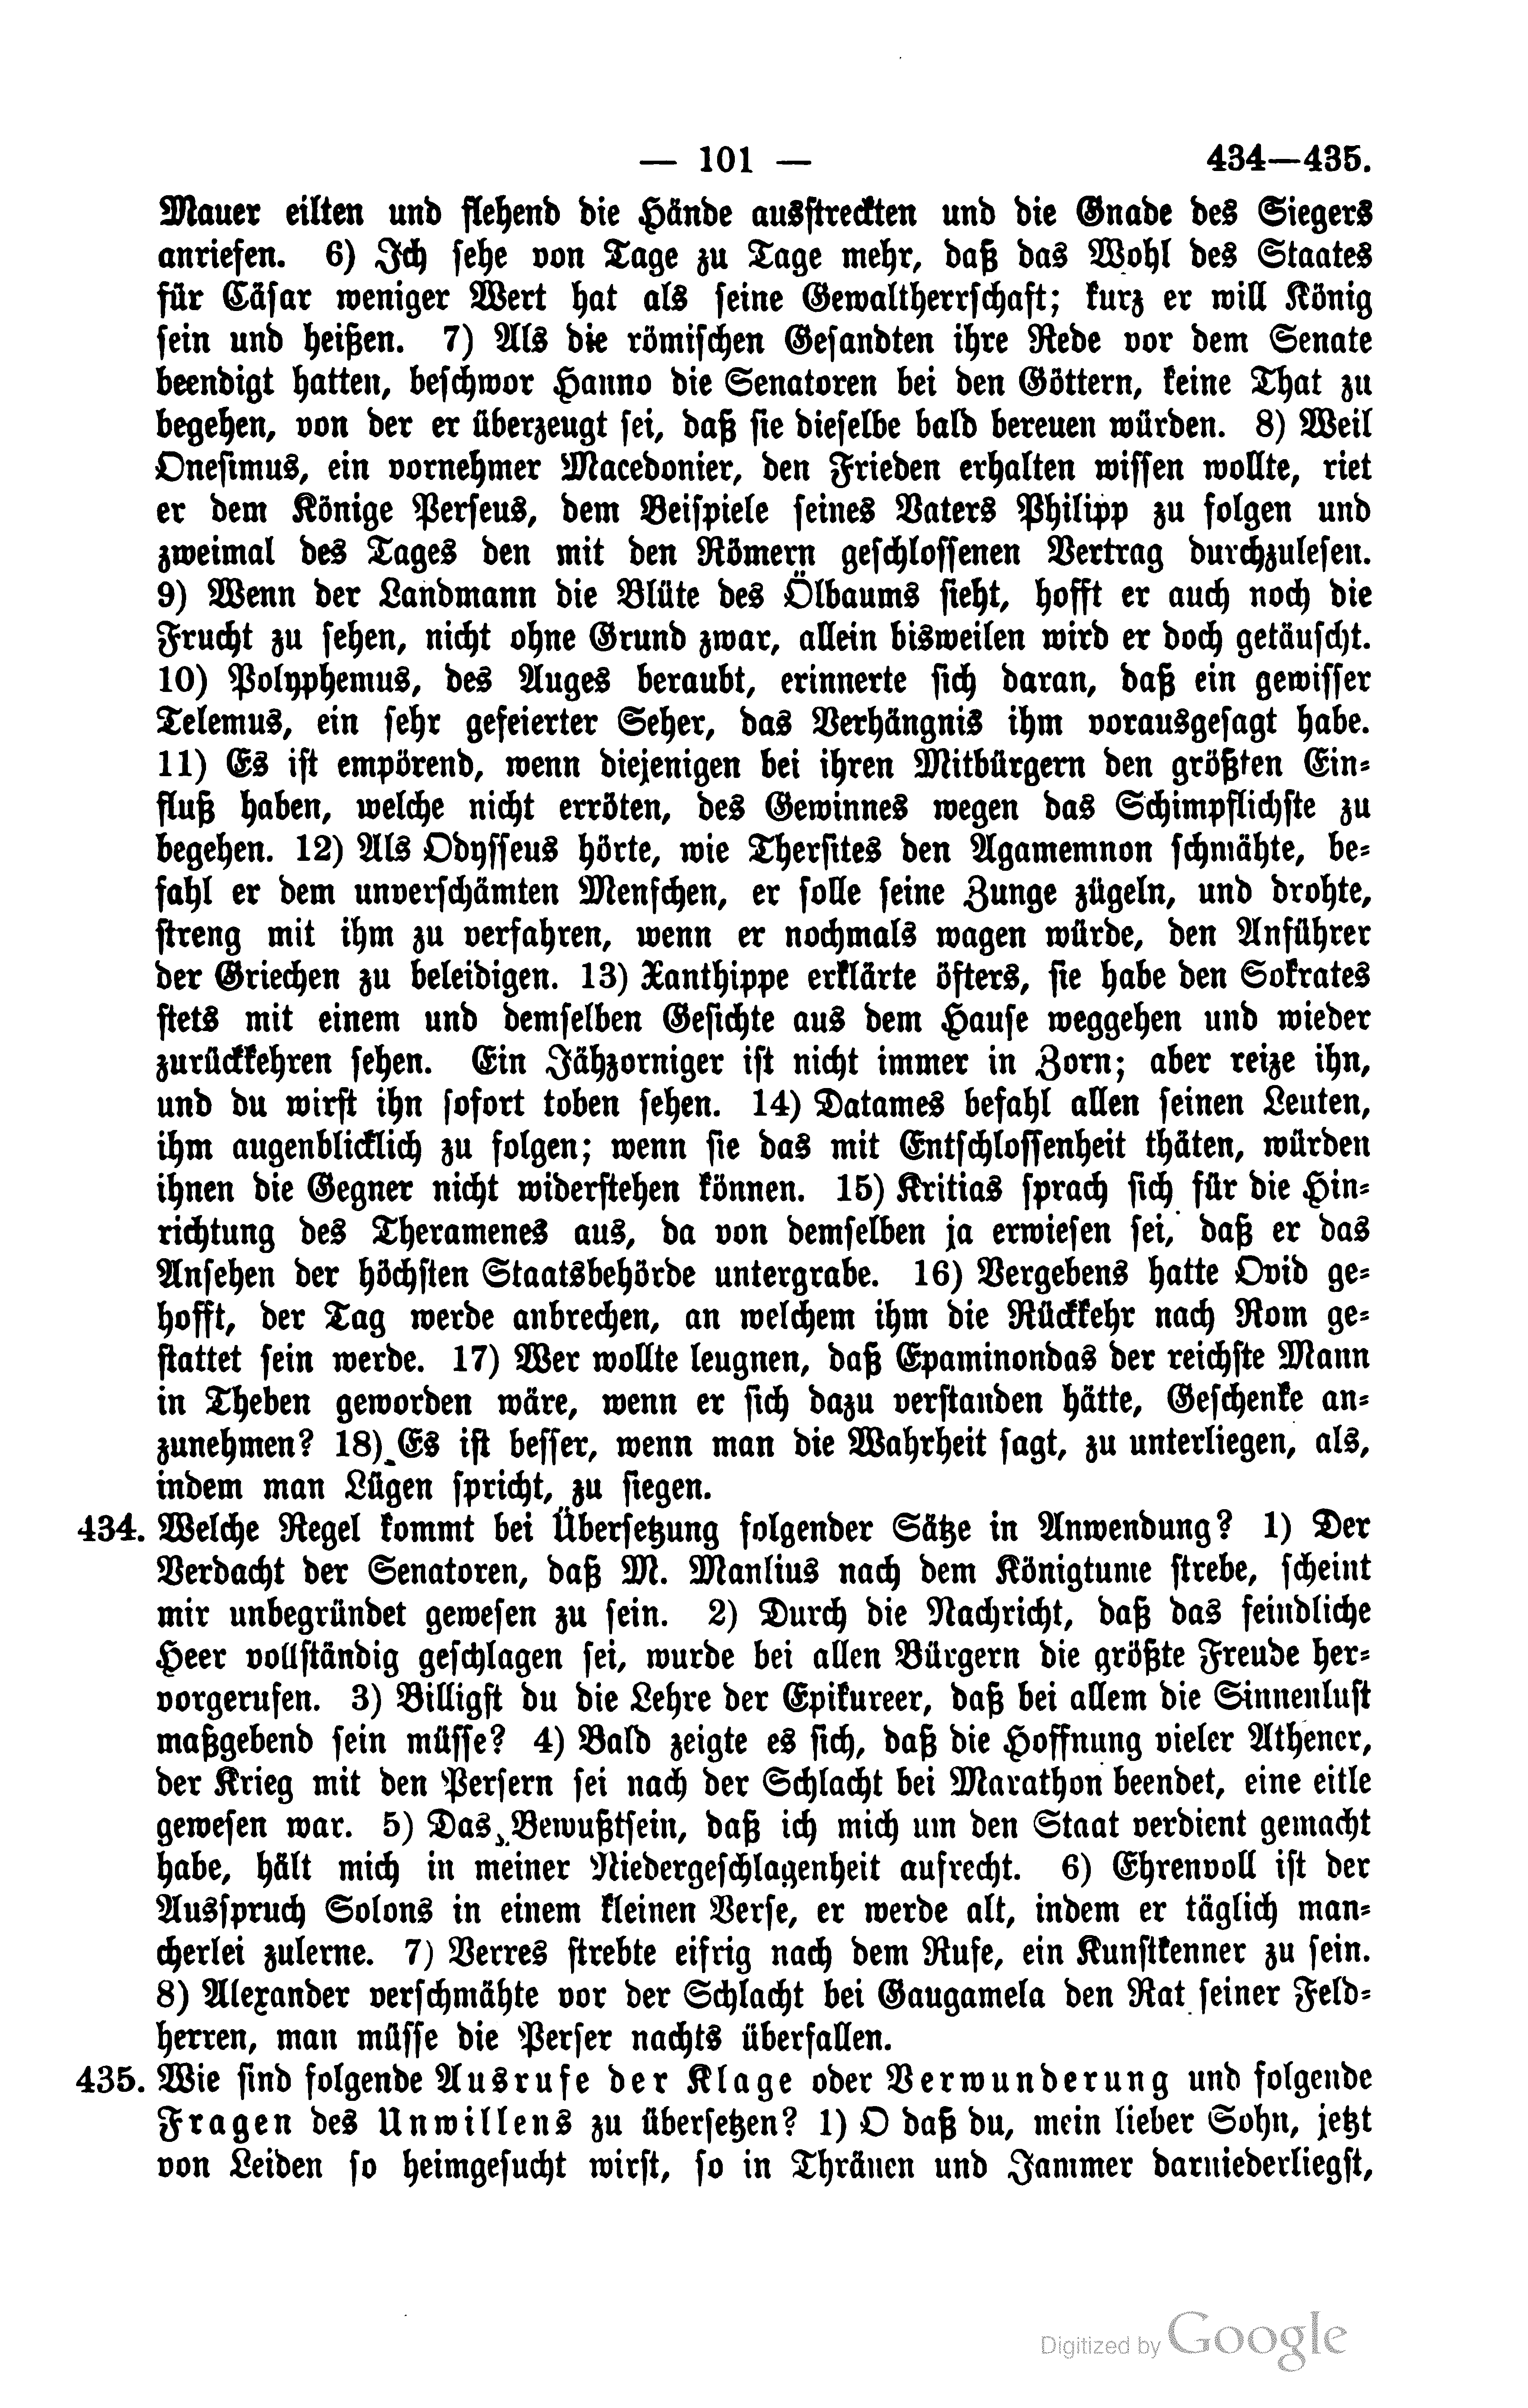 — 101 — 434—435.
Mauer eilten und flehend die Hände ausstreckten und die Gnade des Siegers
anriefen. 6) Ich sehe von Tage zu Tage mehr, daß das Wohl des Staates
für Cäsar weniger Wert hat als seine Gewaltherrschaft; kurz er will König
sein und heißen. 7) Als die römischen Gesandten ihre Rede vor dem Senate
beendigt hatten, beschwor Hanno die Senatoren bei den Göttern, keine That zu
begehen, von der er überzeugt sei, daß sie dieselbe bald bereuen würden. 8) Weil
Onesimus, ein vornehmer Macedonier, den Frieden erhalten wissen wollte, riet
er dem Könige Perseus, dem Beispiele seines Vaters Philipp zu folgen und
zweimal des Tages den mit den Römern geschlossenen Vertrag durchzulesen.
9) Wenn der Landmann die Blüte des Ölbaums sieht, hofft er auch noch die
Frucht zu sehen, nicht ohne Grund zwar, allein bisweilen wird er doch getäuscht.
10) Polyphemus, des Auges beraubt, erinnerte sich daran, daß ein gewisser
Telemus, ein sehr gefeierter Seher, das Verhängnis ihm vorausgesagt habe.
11) Es ist empörend, wenn diejenigen bei ihren Mitbürgern den größten Ein-
fluß haben, welche nicht erröten, des Gewinnes wegen das Schimpflichste zu
begehen. 12) Als Odysseus hörte, wie Thersites den Agamemnon schmähte, be-
fahl er dem unverschämten Menschen, er solle seine Zunge zügeln, und drohte,
streng mit ihm zu verfahren, wenn er nochmals wagen würde, den Anführer
der Griechen zu beleidigen. 13) Xanthippe erklärte öfters, sie habe den Sokrates
stets mit einem und demselben Gesichte aus dem Hause weggehen und wieder
zurückkehren sehen. Ein Jähzorniger ist nicht immer in Zorn; aber reize ihn,
und du wirst ihn sofort toben sehen. 14) Datames befahl allen seinen Leuten,
ihm augenblicklich zu folgen; wenn sie das mit Entschlossenheit thäten, würden
ihnen die Gegner nicht widerstehen können. 15) Kritias sprach sich für die Hin-
richtung des Theramenes aus, da von demselben ja erwiesen sei, daß er das
Ansehen der höchsten Staatsbehörde untergrabe. 16) Vergebens hatte Ovid ge-
hofft, der Tag werde anbrechen, an welchem ihm die Rückkehr nach Rom ge-
stattet sein werde. 17) Wer wollte leugnen, daß Epaminondas der reichste Mann
in Theben geworden wäre, wenn er sich dazu verstanden hätte, Geschenke an-
zunehmen? 18) Es ist besser, wenn man die Wahrheit sagt, zu unterliegen, als,
indem man Lügen spricht, zu siegen.
434. Welche Regel kommt bei Übersetzung folgender Sätze in Anwendung? 1) Der
Verdacht der Senatoren, daß M. Manlius nach dem Königtume strebe, scheint
mir unbegründet gewesen zu sein. 2) Durch die Nachricht, daß das feindliche
Heer vollständig geschlagen sei, wurde bei allen Bürgern die größte Freude her-
vorgerufen. 3) Billigst du die Lehre der Epikureer, daß bei allem die Sinnenlust
maßgebend sein müsse? 4) Bald zeigte es sich, daß die Hoffnung vieler Athener,
der Krieg mit den Persern sei nach der Schlacht bei Marathon beendet, eine eitle
gewesen war. 5) Das Bewußtsein, daß ich mich um den Staat verdient gemacht
habe, hält mich in meiner Niedergeschlagenheit aufrecht. 6) Ehrenvoll ist der
Ausspruch Solons in einem kleinen Verse, er werde alt, indem er täglich man-
cherlei zulerne. 7) Verres strebte eifrig nach dem Rufe, ein Kunstkenner zu sein.
8) Alexander verschmähte vor der Schlacht bei Gaugamela den Rat seiner Feld-
herren, man müsse die Perser nachts überfallen.
435. Wie sind folgende Ausrufe der Klage oder Verwunderung und folgende
Fragen des Unwillens zu übersetzen? 1) O daß du, mein lieber Sohn, jetzt
von Leiden so heimgesucht wirst, so in Thränen und Jammer darniederliegst,
Digitized by Google